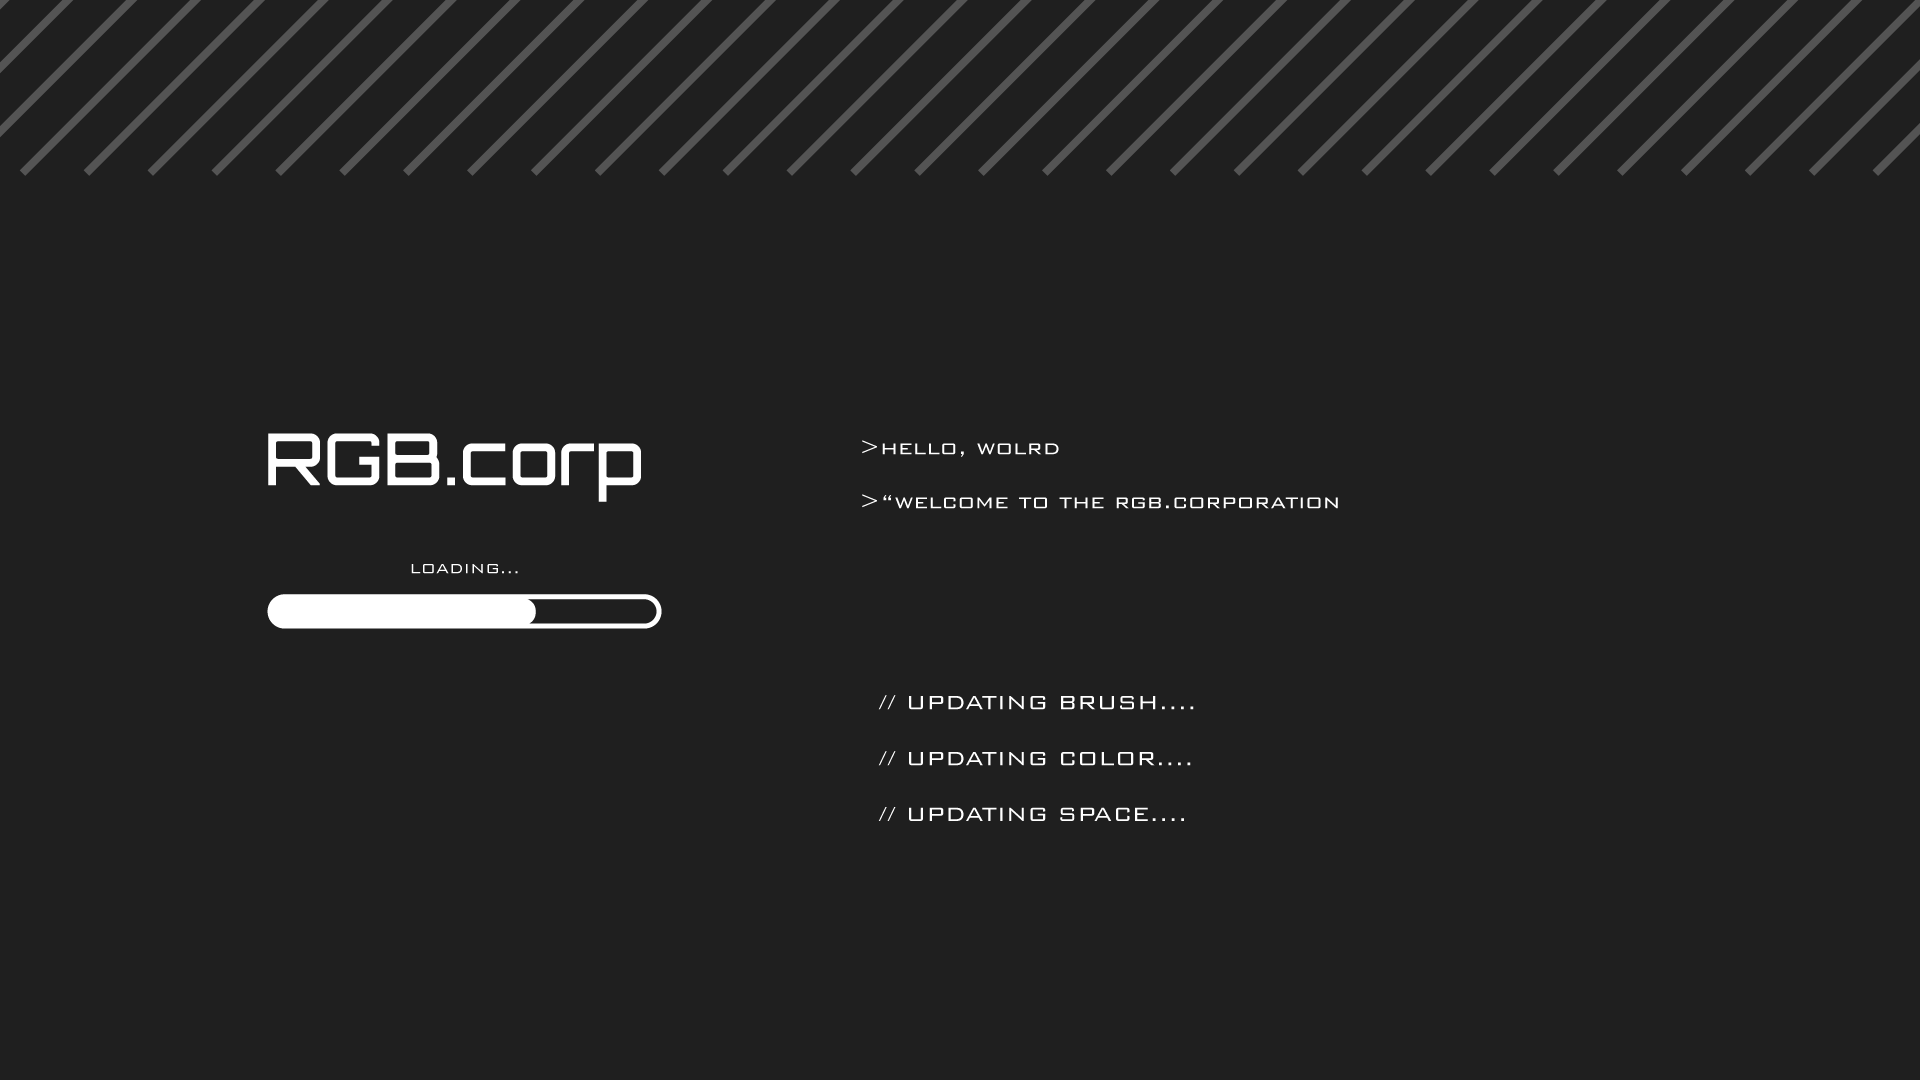 RGB.corp
LOADING...
>HELLO, WOLRD
>“WELCOME TO THE RGB.CORPORATION
// UPDATING BRUSH....
// UPDATING COLOR....
// UPDATING SPACE....